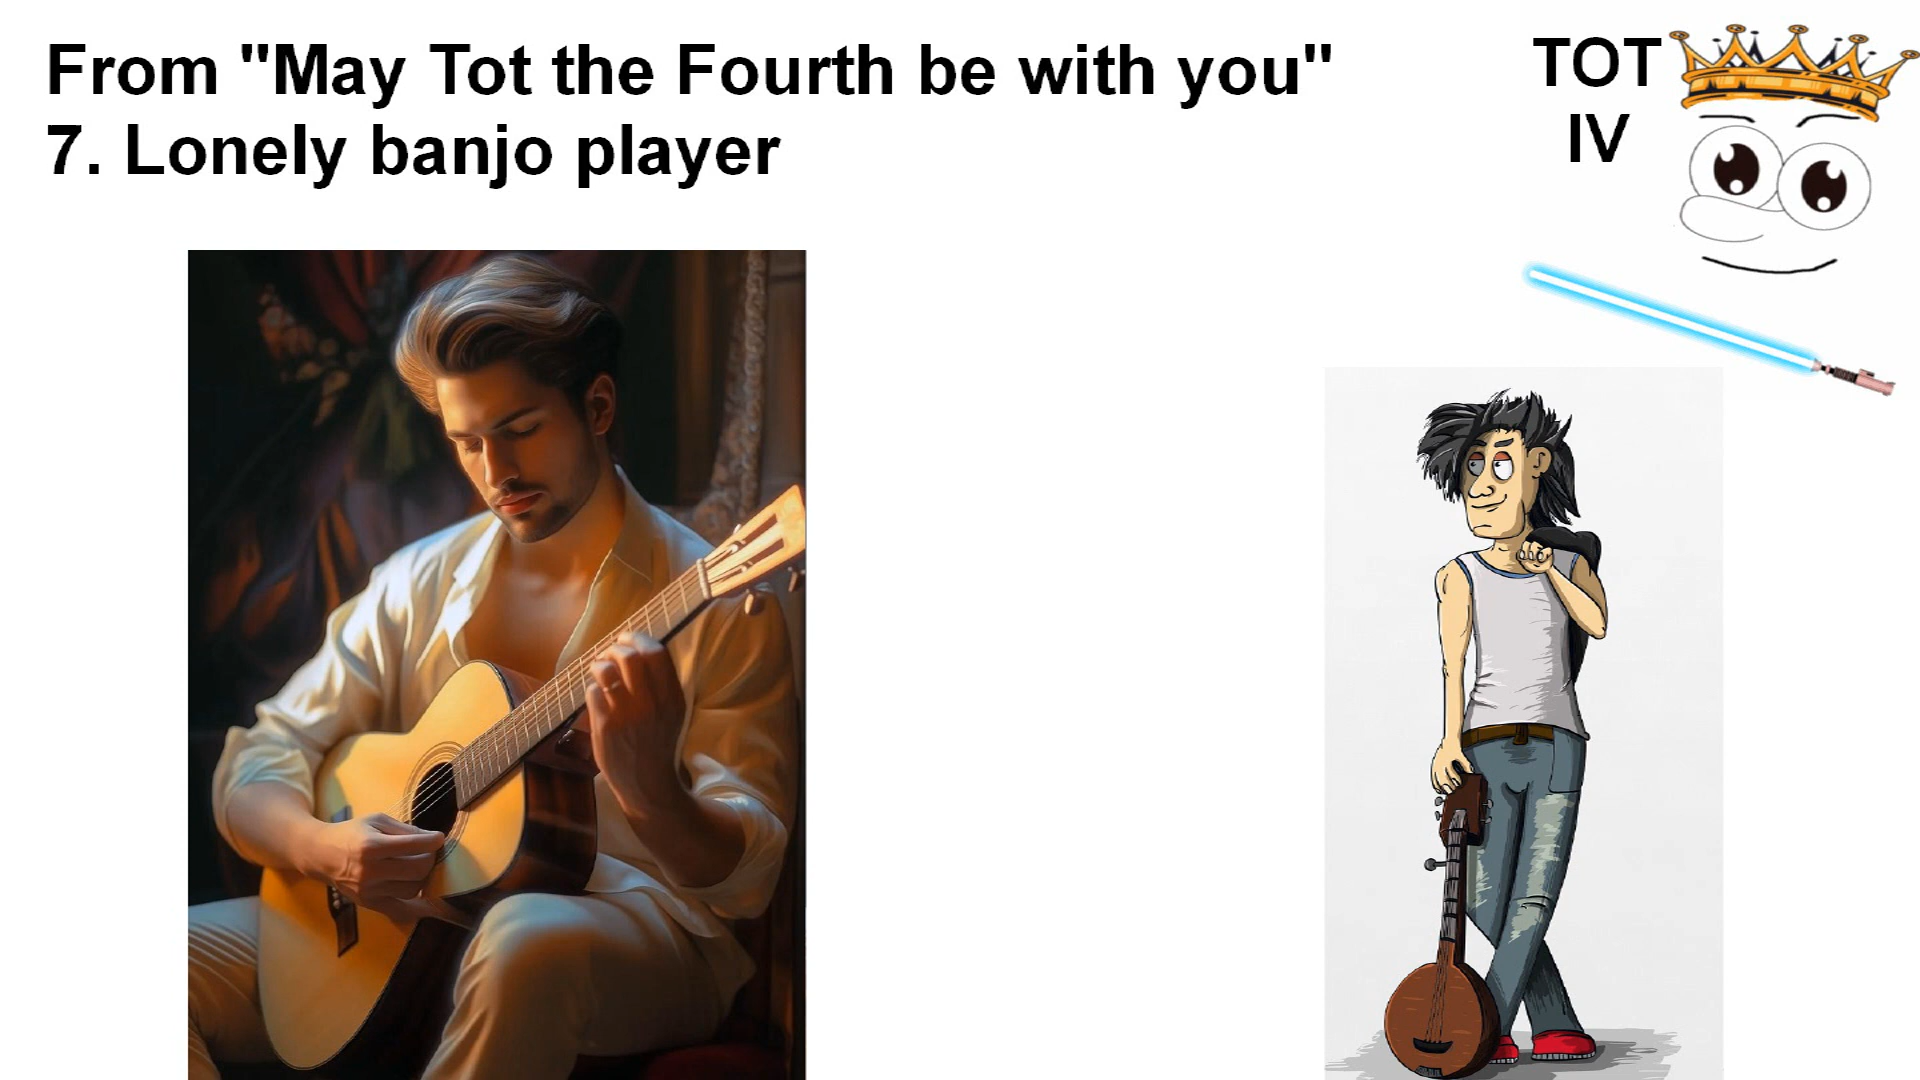 From "May Tot the Fourth be with you"
7. Lonely banjo player
TOT
IV